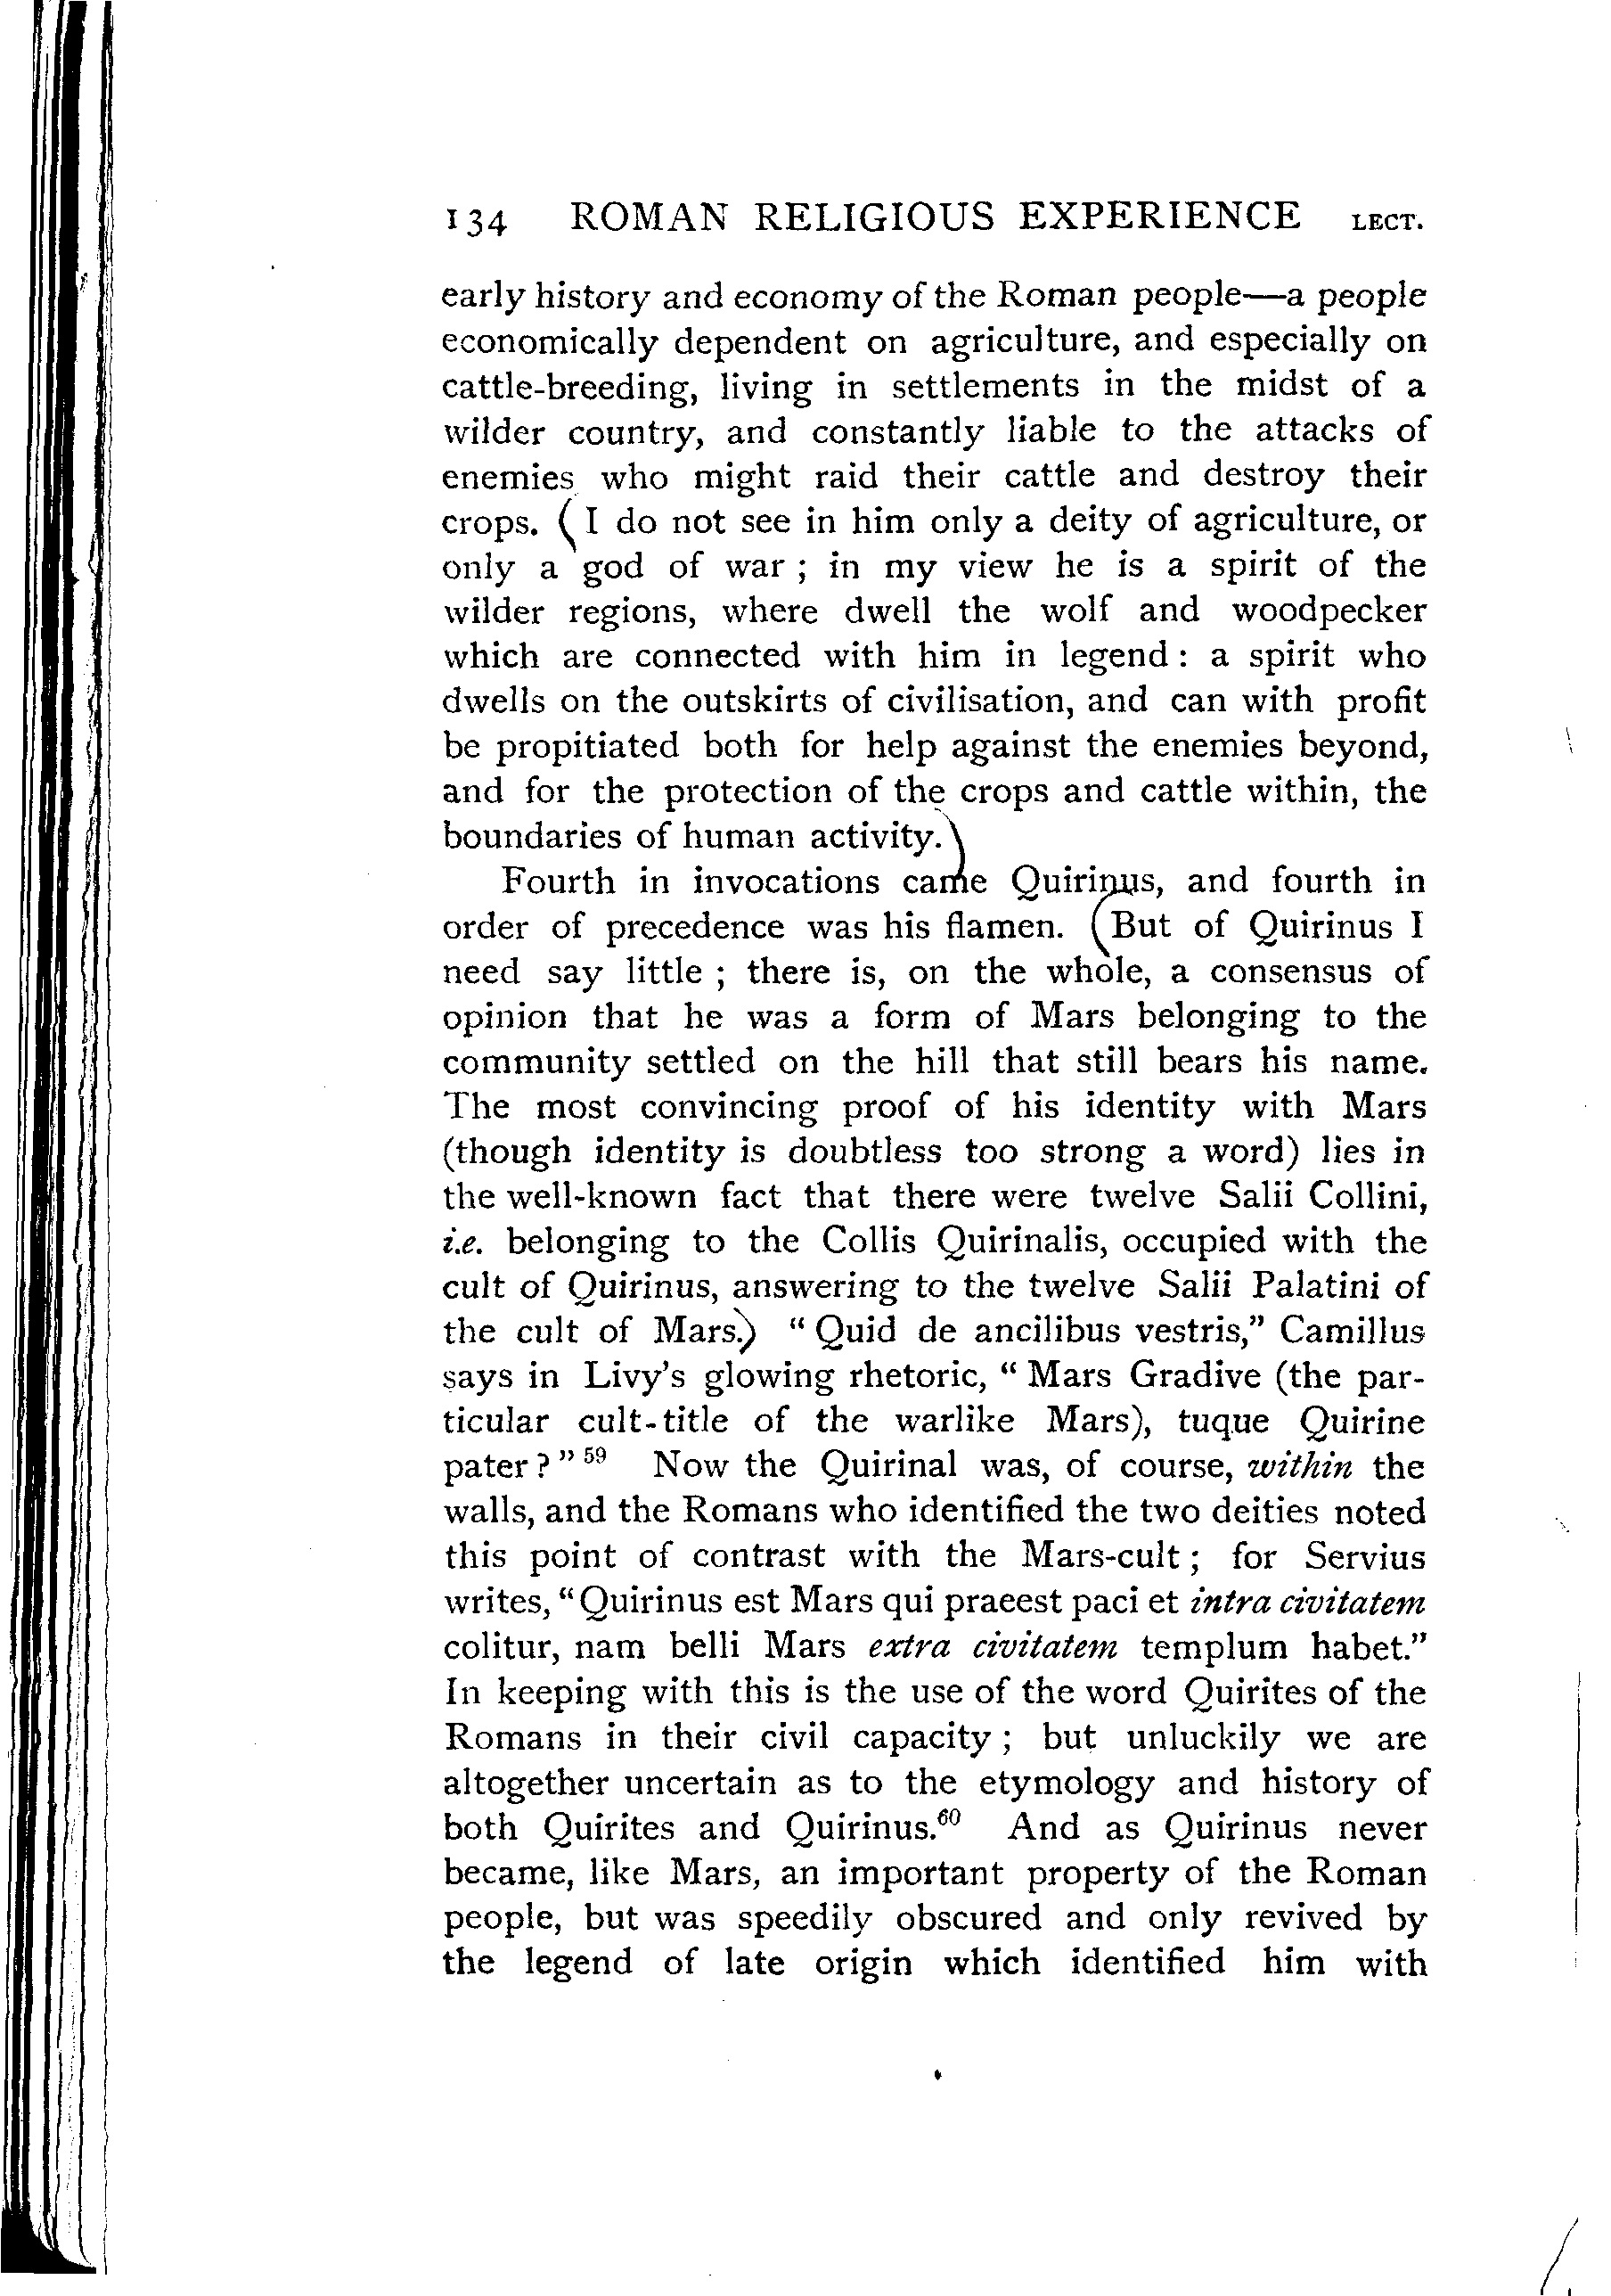 134 ROMAN RELIGIOUS EXPERIENCE LECT.
early history and economy of the Roman people—a people
economically dependent on agriculture, and especially on
cattle-breeding, living in settlements in the midst of a
wilder country, and constantly liable to the attacks of
enemies who might raid their cattle and destroy their
crops. (I do not see in him only a deity of agriculture, or
only a god of war ; in my view he is a spirit of the
wilder regions, where dwell the wolf and woodpecker
which are connected with him in legend : a spirit who
dwells on the outskirts of civilisation, and can with profit
be propitiated both for help against the enemies beyond,
and for the protection of the crops and cattle within, the
boundaries of human activity.)
Fourth in invocations came Quirinus, and fourth in
order of precedence was his flamen. (But of Quirinus I
need say little ; there is, on the whole, a consensus of
opinion that he was a form of Mars belonging to the
community settled on the hill that still bears his name.
The most convincing proof of his identity with Mars
(though identity is doubtless too strong a word) lies in
the well-known fact that there were twelve Salii Collini,
i.e. belonging to the Collis Quirinalis, occupied with the
cult of Quirinus, answering to the twelve Salii Palatini of
the cult of Mars.) “ Quid de ancilibus vestris,” Camillus
says in Livy’s glowing rhetoric, “ Mars Gradive (the par-
ticular cult-title of the warlike Mars), tuque Quirine
pater ? ” 59 Now the Quirinal was, of course, within the
walls, and the Romans who identified the two deities noted
this point of contrast with the Mars-cult ; for Servius
writes, “Quirinus est Mars qui praeest paci et intra civitatem
colitur, nam belli Mars extra civitatem templum habet.”
In keeping with this is the use of the word Quirites of the
Romans in their civil capacity ; but unluckily we are
altogether uncertain as to the etymology and history of
both Quirites and Quirinus.60 And as Quirinus never
became, like Mars, an important property of the Roman
people, but was speedily obscured and only revived by
the legend of late origin which identified him with